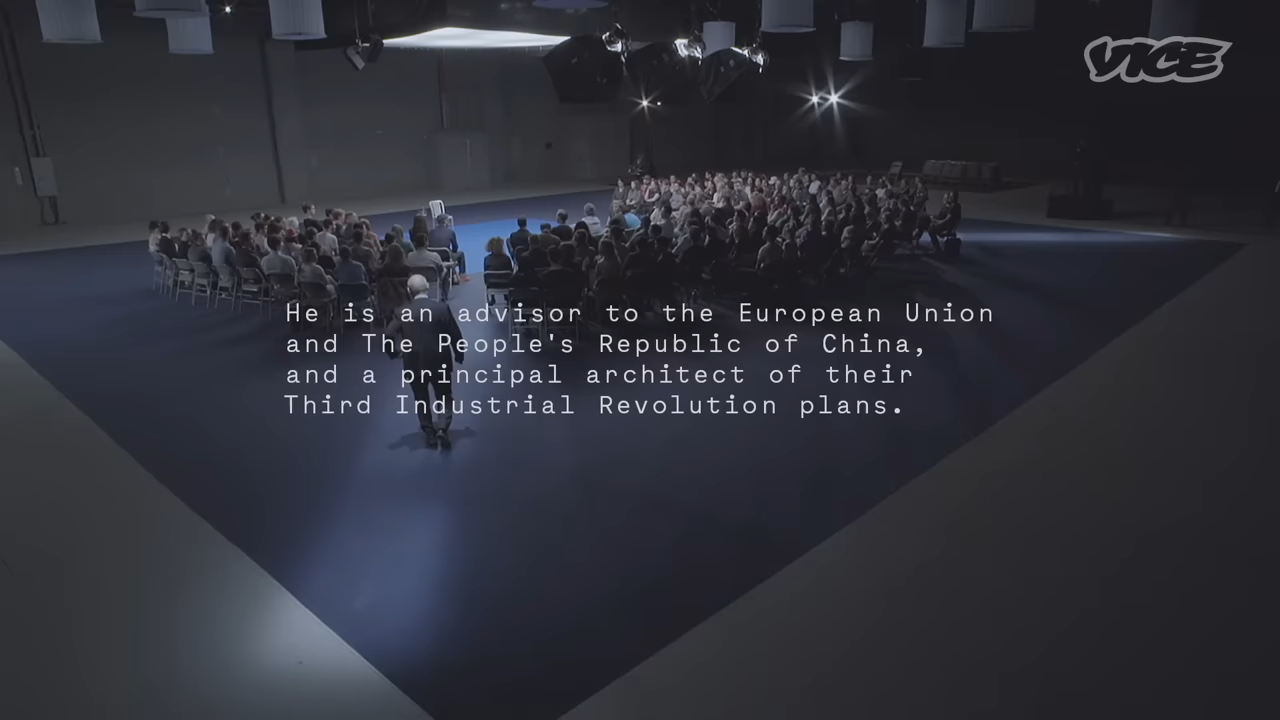 VICE
He is an advisor to the European Union
and The People's Republic of China,
and a principal architect of their
Third Industrial Revolution plans.